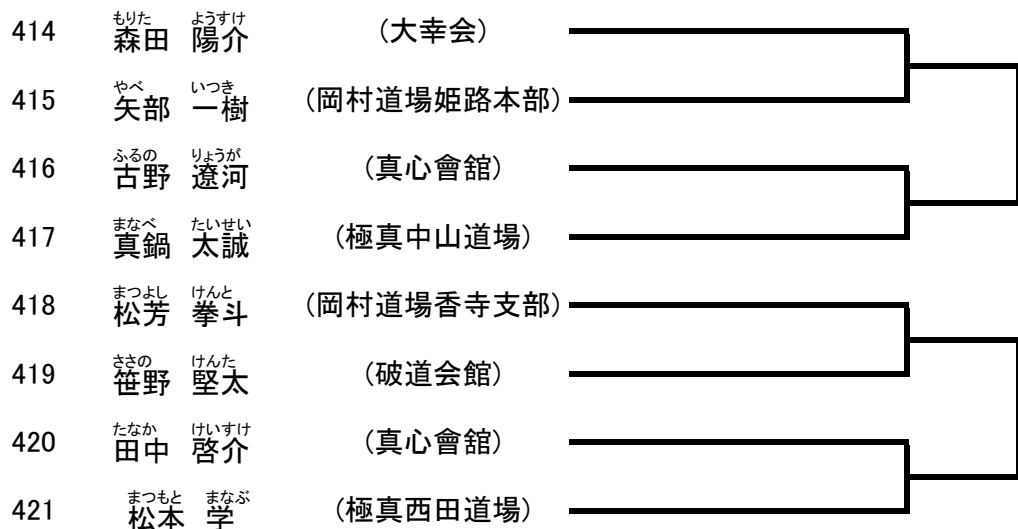 もりた ようすけ
414 森田 陽介 (大幸会)
やべ いつき
415 矢部 一樹 (岡村道場姫路本部)
ふるの りょうが
416 古野 遼河 (真心會舘)
まなべ たいせい
417 真鍋 太誠 (極真中山道場)
まつよし けんと
418 松芳 拳斗 (岡村道場香寺支部)
ささの けんた
419 笹野 堅太 (破道会館)
たなか けいすけ
420 田中 啓介 (真心會舘)
まつもと まなぶ
421 松本 学 (極真西田道場)